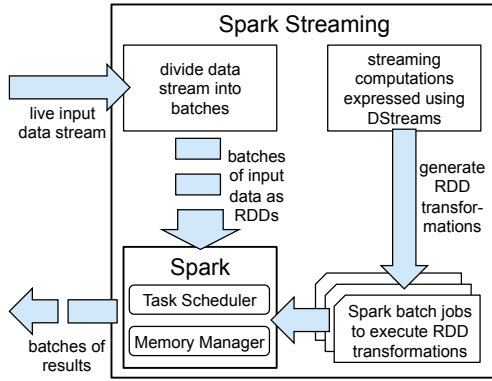 Spark Streaming
divide data
stream into
batches
streaming
computations
expressed using
DStreams
live input
data stream
batches
of input
data as
RDDs
generate
RDD
transfor-
mations
Spark
Task Scheduler
Memory Manager
Spark batch jobs
to execute RDD
transformations
batches of
results